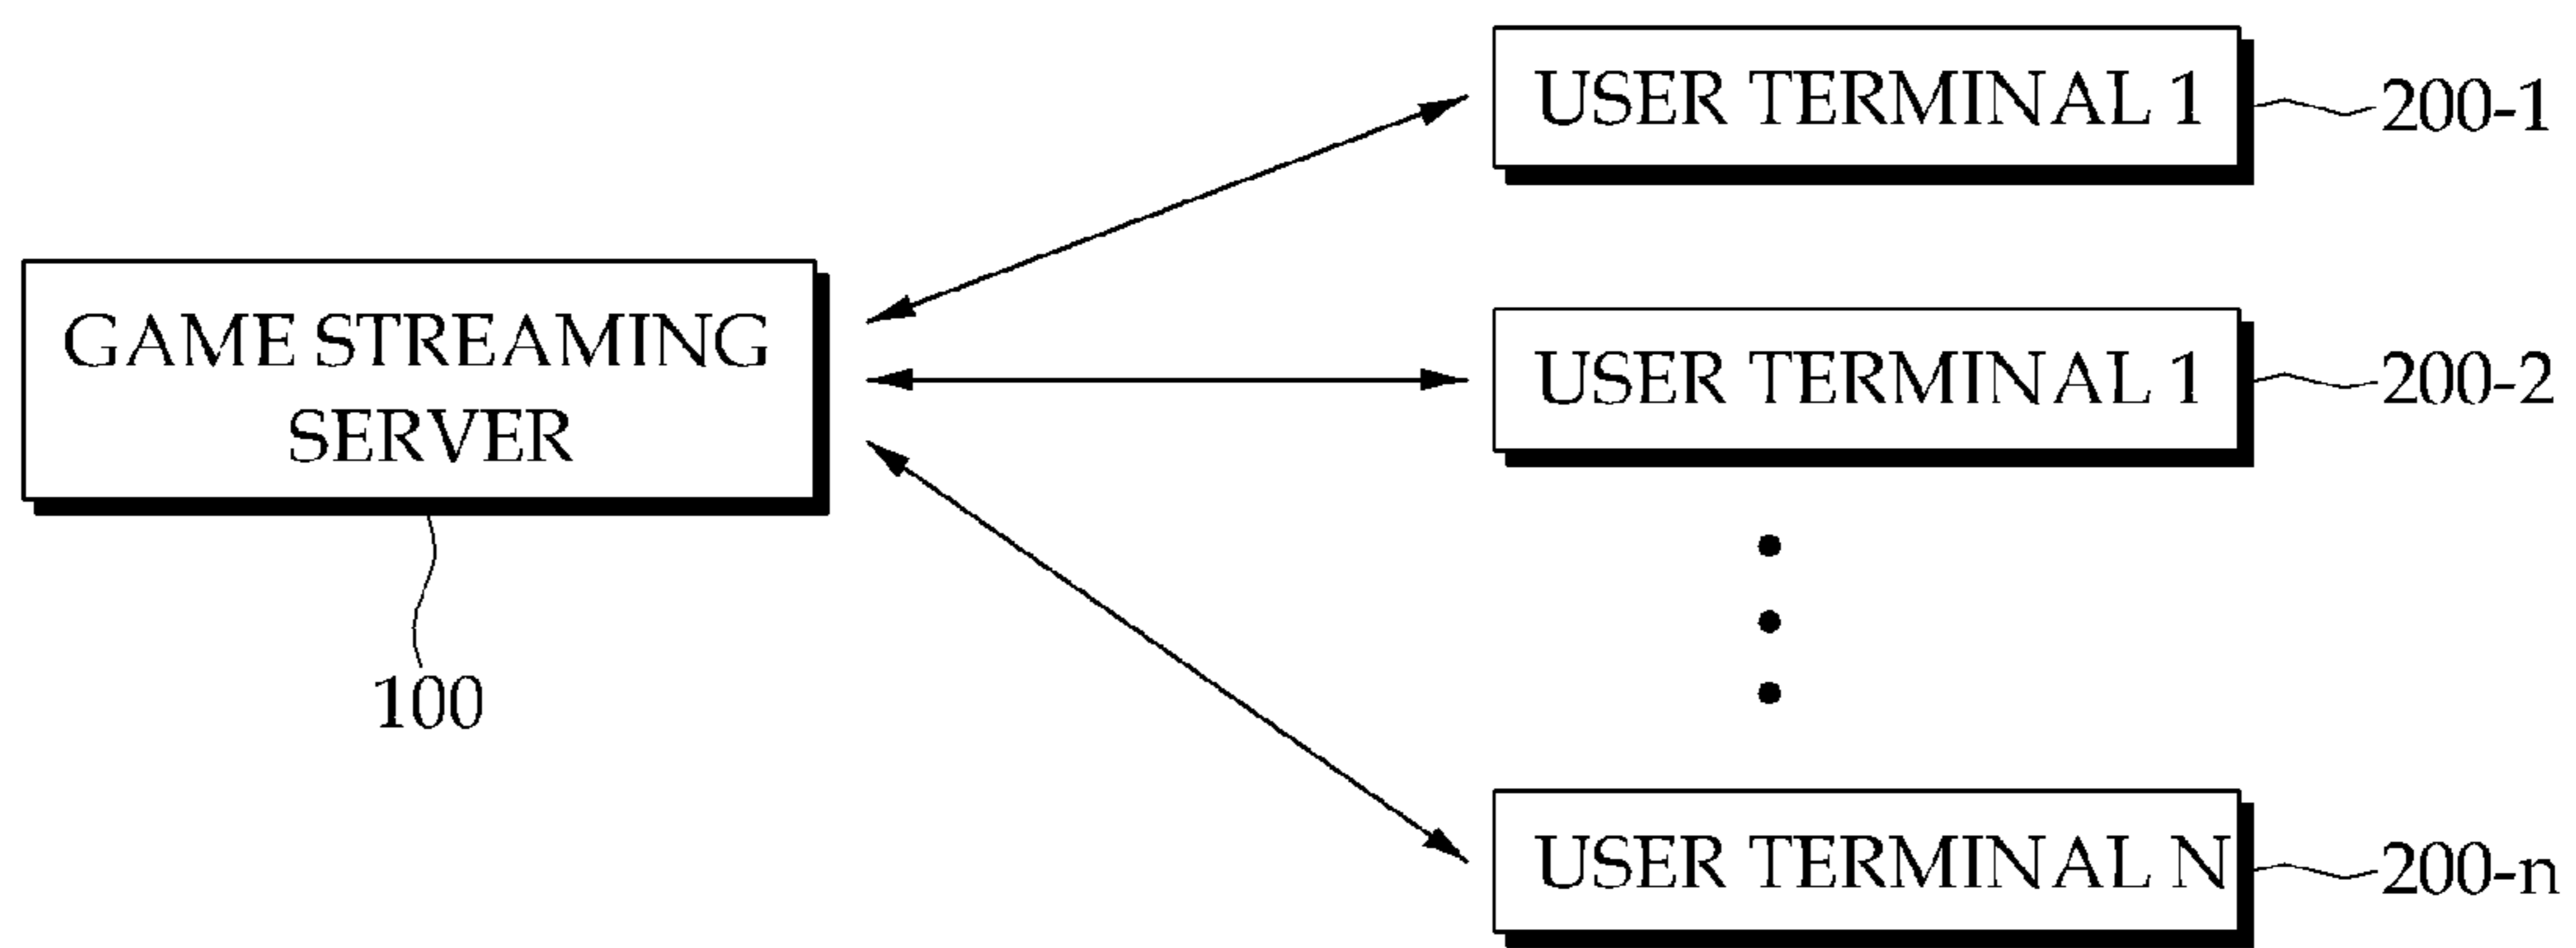 USER TERMINAL 1 200-1
GAME STREAMING
SERVER
100
USER TERMINAL 1 200-2
USER TERMINAL N 200-n